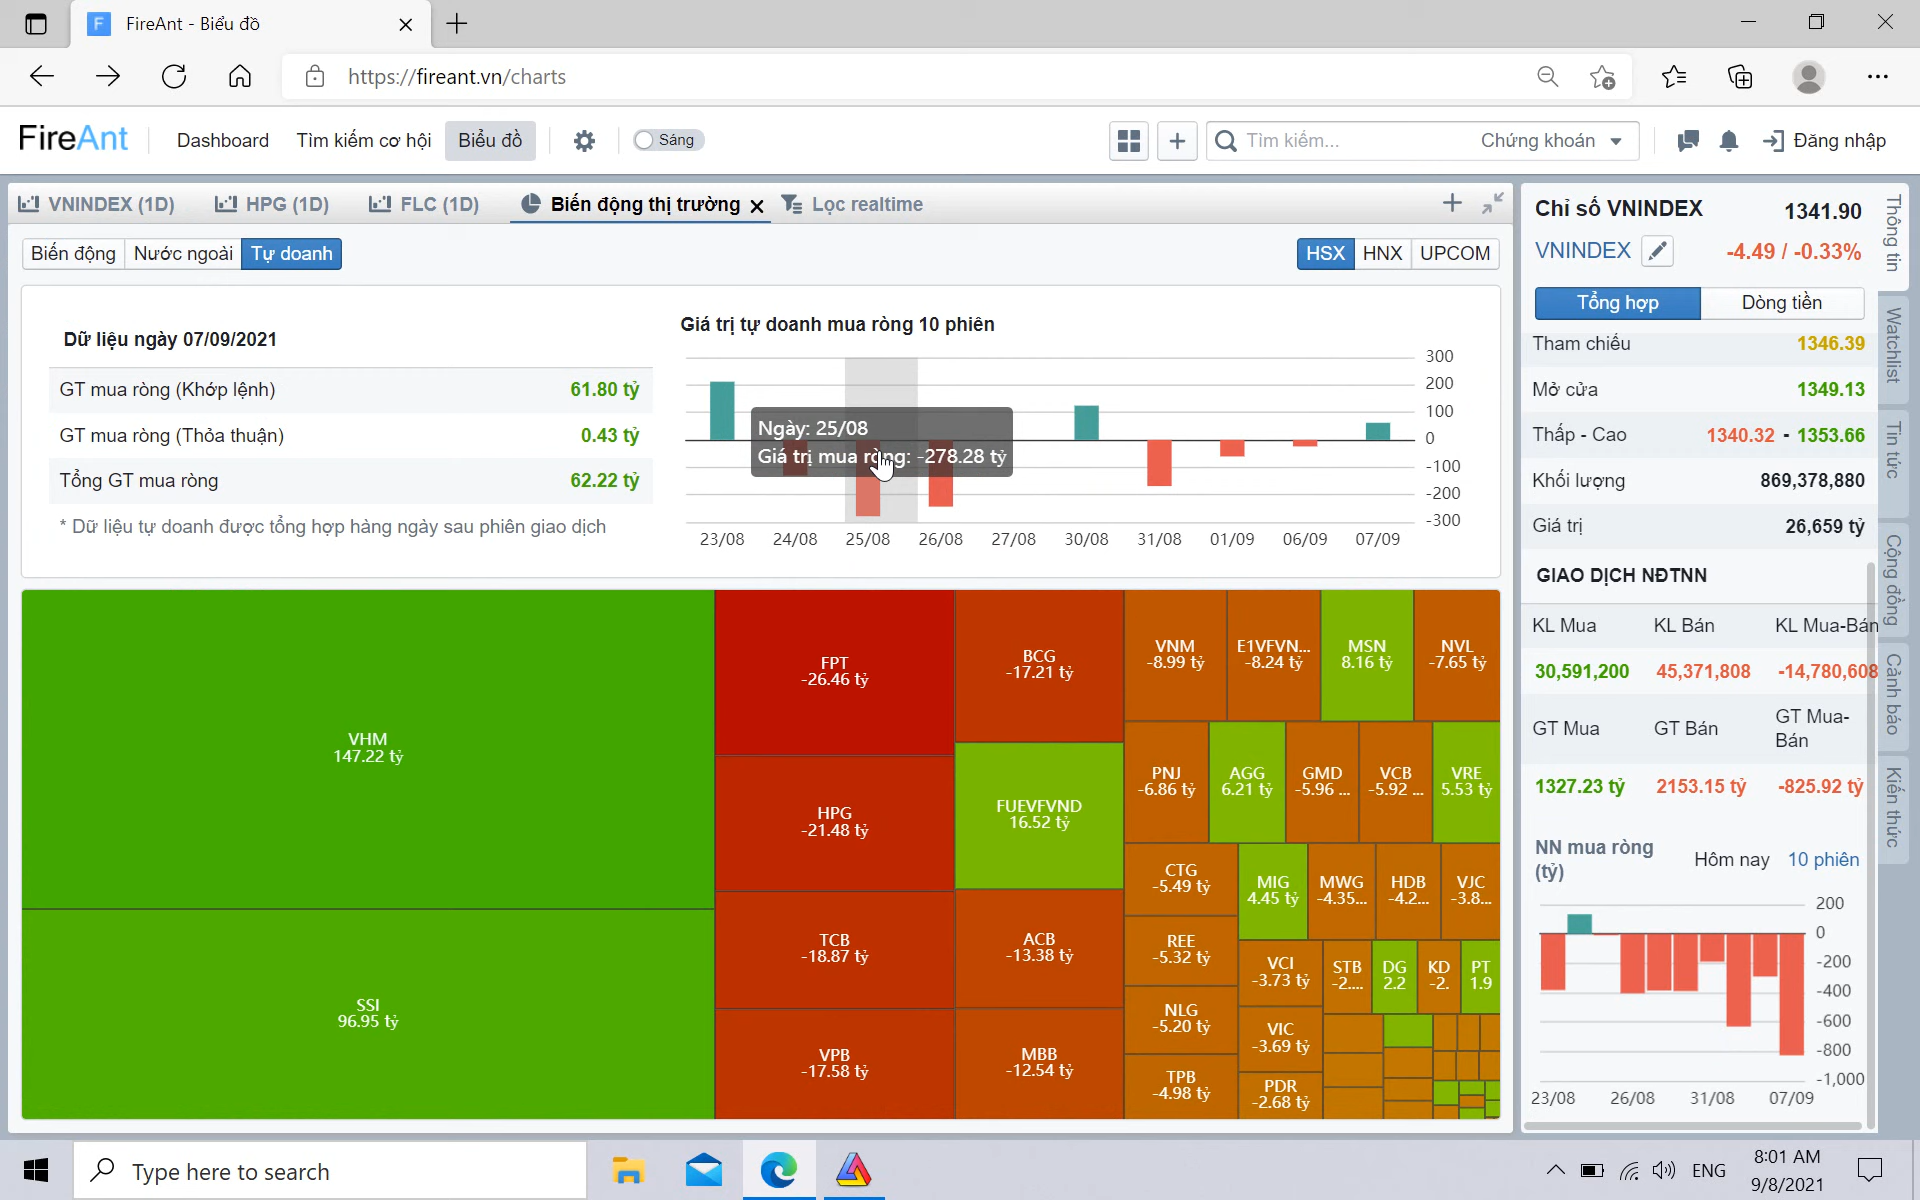 FireAnt - Biểu đồ
https://fireant.vn/charts
FireAnt
Dashboard
Tìm kiếm cơ hội
Biểu đồ
Sáng
Tìm kiếm...
Chứng khoán
Đăng nhập
VNINDEX (1D)
HPG (1D)
FLC (1D)
Biến động thị trường
Lọc realtime
Biến động
Nước ngoài
Tự doanh
HSX
HNX
UPCOM
Dữ liệu ngày 07/09/2021
GT mua ròng (Khớp lệnh) 61.80 tỷ
GT mua ròng (Thỏa thuận) 0.43 tỷ
Tổng GT mua ròng 62.22 tỷ
* Dữ liệu tự doanh được tổng hợp hàng ngày sau phiên giao dịch
Giá trị tự doanh mua ròng 10 phiên
300
200
100
0
-100
-200
-300
Ngày: 25/08
Giá trị mua ròng: -278.28 tỷ
23/08 24/08 25/08 26/08 27/08 30/08 31/08 01/09 06/09 07/09
VHM
147.22 tỷ
SSI
96.95 tỷ
FPT
-26.46 tỷ
HPG
-21.48 tỷ
TCB
-18.87 tỷ
VPB
-17.58 tỷ
BCG
-17.21 tỷ
FUEVFVND
16.52 tỷ
ACB
-13.38 tỷ
MBB
-12.54 tỷ
VNM
-8.99 tỷ
E1VFVN...
-8.24 tỷ
MSN
8.16 tỷ
NVL
-7.65 tỷ
PNJ
-6.86 tỷ
AGG
6.21 tỷ
GMD
-5.96 ...
VCB
-5.92 ...
VRE
5.53 tỷ
CTG
-5.49 tỷ
REE
-5.32 tỷ
NLG
-5.20 tỷ
TPB
-4.98 tỷ
MIG
4.45 tỷ
MWG
-4.35...
HDB
-4.2...
VJC
-3.8...
VCI
-3.73 tỷ
VIC
-3.69 tỷ
PDR
-2.68 tỷ
STB
-2....
DG
2.2
KD
-2.
PT
1.9
Chỉ số VNINDEX 1341.90
VNINDEX -4.49 / -0.33%
Tổng hợp
Dòng tiền
Tham chiếu 1346.39
Mở cửa 1349.13
Thấp - Cao 1340.32 - 1353.66
Khối lượng 869,378,880
Giá trị 26,659 tỷ
GIAO DỊCH NĐTNN
KL Mua KL Bán KL Mua-Bán
30,591,200 45,371,808 -14,780,608
GT Mua GT Bán GT Mua-
Bán
1327.23 tỷ 2153.15 tỷ -825.92 tỷ
NN mua ròng
(tỷ)
Hôm nay
10 phiên
200
0
-200
-400
-600
-800
-1,000
23/08 26/08 31/08 07/09
Thông tin
Watchlist
Tin tức
Cộng đồng
Cảnh báo
Kiến thức
Type here to search
ENG
8:01 AM
9/8/2021